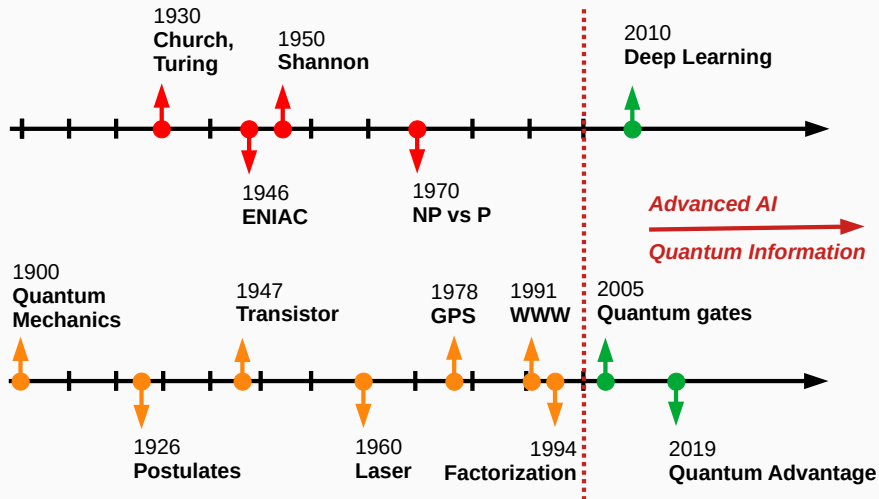 1930
Church,
Turing
1950
Shannon
2010
Deep Learning
1946
ENIAC
1970
NP vs P
Advanced AI
Quantum Information
1900
Quantum
Mechanics
1947
Transistor
1978
GPS
1991
WWW
2005
Quantum gates
1926
Postulates
1960
Laser
1994
Factorization
2019
Quantum Advantage